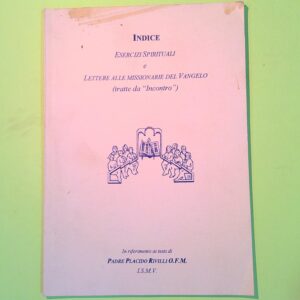 INDICE
ESERCIZI SPIRITUALI
e
LETTERE ALLE MISSIONARIE DEL VANGELO
(tratte da "Incontro")
In riferimento ai testi di
PADRE PLACIDO RIVILLI O.F.M.
I.S.M.V.